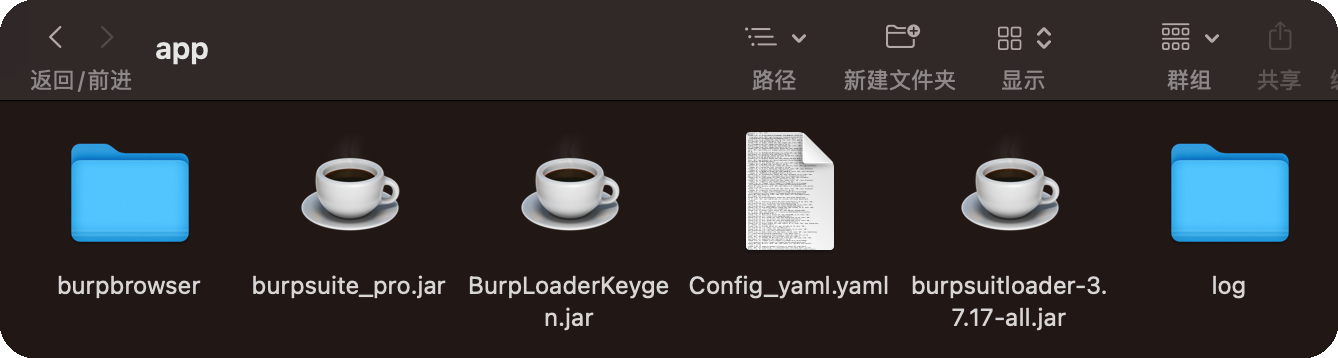 app
返回/前进
路径
新建文件夹
显示
群组
共享
burpbrowser
burpsuite_pro.jar
BurpLoaderKeyge
n.jar
Config_yaml.yaml
burpsuitloader-3.
7.17-all.jar
log